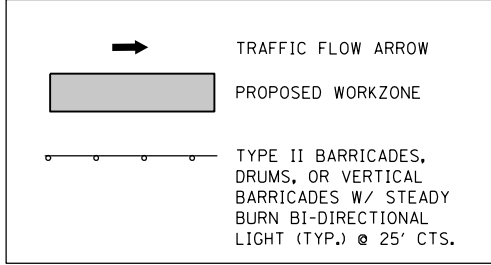 TRAFFIC FLOW ARROW
PROPOSED WORKZONE
TYPE II BARRICADES,
DRUMS, OR VERTICAL
BARRICADES W/ STEADY
BURN BI-DIRECTIONAL
LIGHT (TYP.) @ 25' CTS.